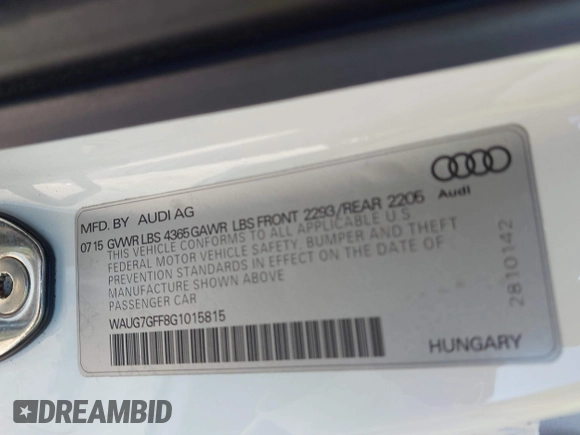 MFD. BY AUDI AG
Audi
07 15 GVWR LBS 4365 GAWR LBS FRONT 2293/REAR 2205
THIS VEHICLE CONFORMS TO ALL APPLICABLE U S
FEDERAL MOTOR VEHICLE SAFETY, BUMPER AND THEFT
PREVENTION STANDARDS IN EFFECT ON THE DATE OF
MANUFACTURE SHOWN ABOVE
PASSENGER CAR
WAUG7GFF8G1015815
HUNGARY
2810142
DREAMBID